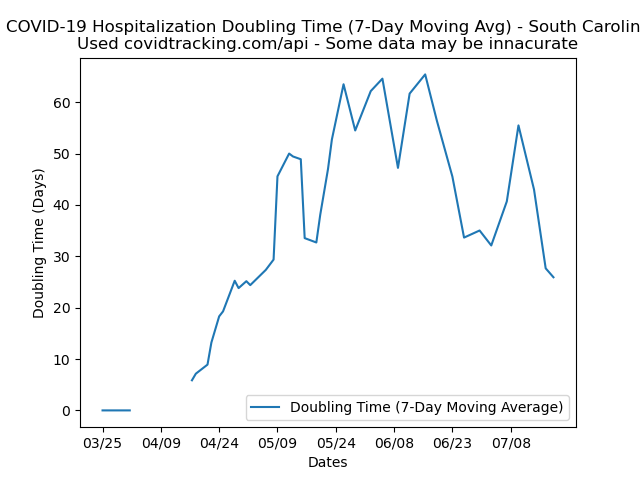 COVID-19 Hospitalization Doubling Time (7-Day Moving Avg) - South Carolin
Used covidtracking.com/api - Some data may be innacurate
60
50
40
30
20
10
0
Doubling Time (Days)
Doubling Time (7-Day Moving Average)
03/25 04/09 04/24 05/09 05/24 06/08 06/23 07/08
Dates